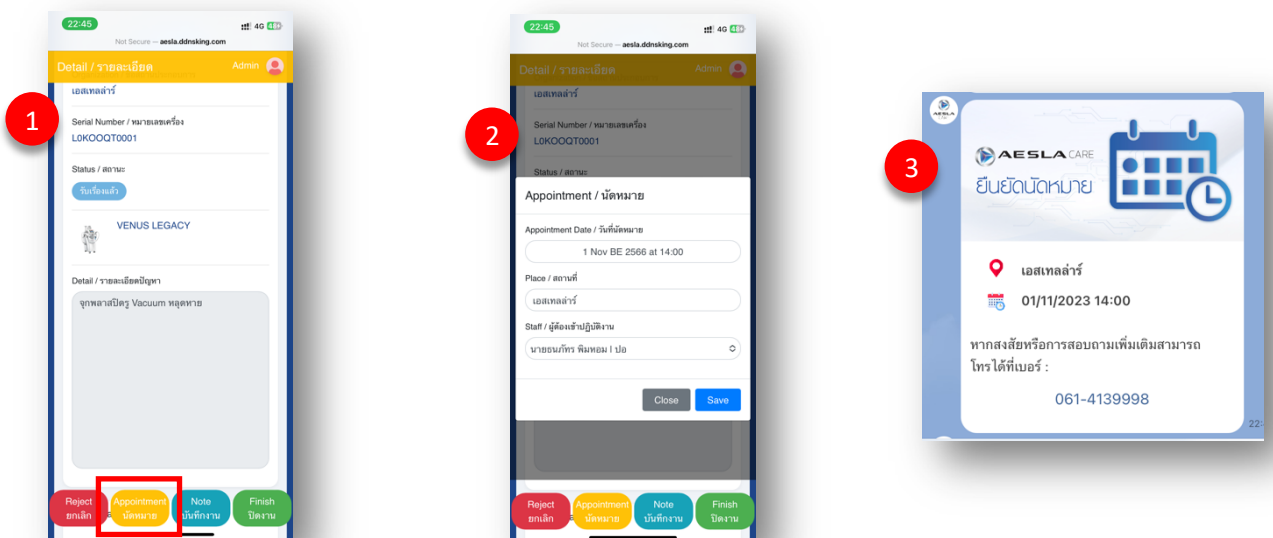 1
22:45
4G
Not Secure — aesla.ddnsking.com
Detail / รายละเอียด
Admin
เอสเทลล่าร์
Serial Number / หมายเลขเครื่อง
L0KOOQT0001
Status / สถานะ
รับเรื่องแล้ว
VENUS LEGACY
Detail / รายละเอียดปัญหา
จุกพลาสปิดรู Vacuum หลุดหาย
Reject
ยกเลิก
Appointment
นัดหมาย
Note
บันทึกงาน
Finish
ปิดงาน
2
22:45
4G
Not Secure — aesla.ddnsking.com
Detail / รายละเอียด
Admin
เอสเทลล่าร์
Serial Number / หมายเลขเครื่อง
L0KOOQT0001
Status / สถานะ
Appointment / นัดหมาย
Appointment Date / วันที่นัดหมาย
1 Nov BE 2566 at 14:00
Place / สถานที่
เอสเทลล่าร์
Staff / ผู้ต้องเข้าปฏิบัติงาน
นายธนภัทร พิมหอม l ปอ
Close
Save
Reject
ยกเลิก
Appointment
นัดหมาย
Note
บันทึกงาน
Finish
ปิดงาน
3
AESLA
AESLA CARE
ยืนยันนัดหมาย
เอสเทลล่าร์
01/11/2023 14:00
หากสงสัยหรือการสอบถามเพิ่มเติมสามารถ
โทรได้ที่เบอร์ :
061-4139998